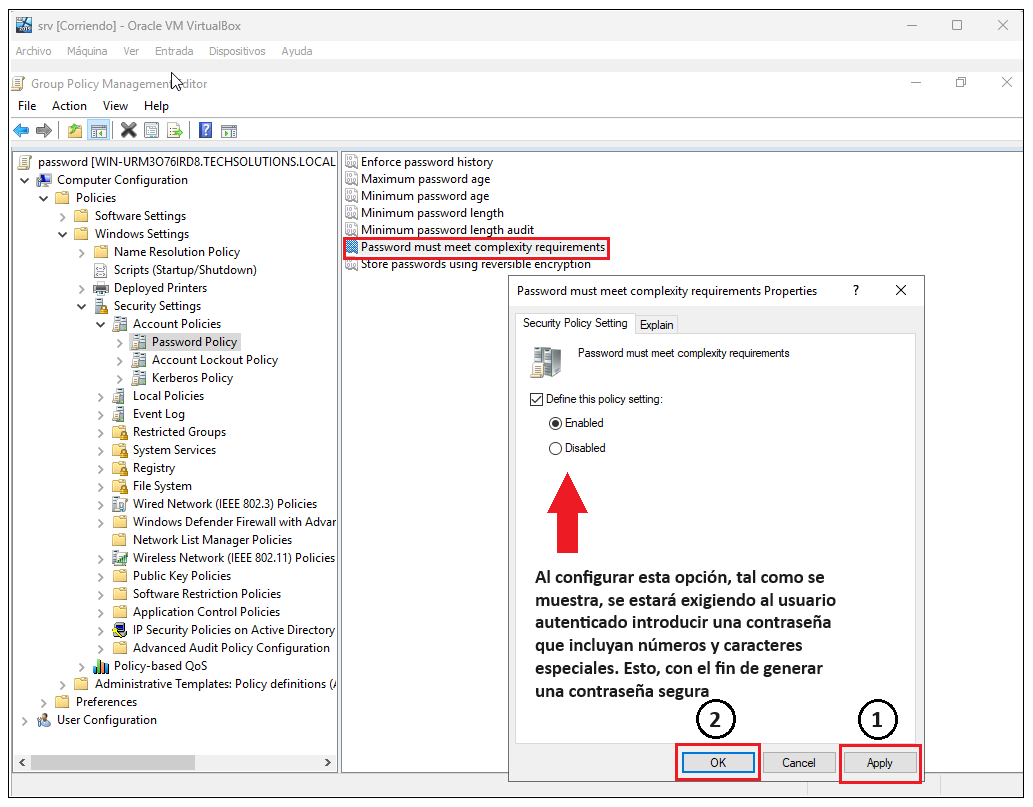 srv [Corriendo] - Oracle VM VirtualBox
Archivo Máquina Ver Entrada Dispositivos Ayuda
Group Policy Management Editor
File Action View Help
password [WIN-URM3O76IRD8.TECHSOLUTIONS.LOCAL
Computer Configuration
Policies
Software Settings
Windows Settings
Name Resolution Policy
Scripts (Startup/Shutdown)
Deployed Printers
Security Settings
Account Policies
Password Policy
Account Lockout Policy
Kerberos Policy
Local Policies
Event Log
Restricted Groups
System Services
Registry
File System
Wired Network (IEEE 802.3) Policies
Windows Defender Firewall with Advar
Network List Manager Policies
Wireless Network (IEEE 802.11) Policies
Public Key Policies
Software Restriction Policies
Application Control Policies
IP Security Policies on Active Directory
Advanced Audit Policy Configuration
Policy-based QoS
Administrative Templates: Policy definitions (A
Preferences
User Configuration
Enforce password history
Maximum password age
Minimum password age
Minimum password length
Minimum password length audit
Password must meet complexity requirements
Store passwords using reversible encryption
Password must meet complexity requirements Properties ?
Security Policy Setting Explain
Password must meet complexity requirements
Define this policy setting:
Enabled
Disabled
Al configurar esta opción, tal como se
muestra, se estará exigiendo al usuario
autenticado introducir una contraseña
que incluyan números y caracteres
especiales. Esto, con el fin de generar
una contraseña segura
2 1
OK Cancel Apply